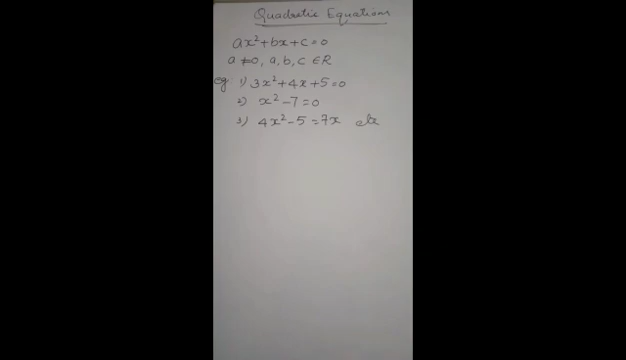 Quadratic Equations
ax² + bx + c = 0
a ≠ 0, a, b, c ∈ R
eg. 1) 3x² + 4x + 5 = 0
2) x² - 7 = 0
3) 4x² - 5 = 7x etc